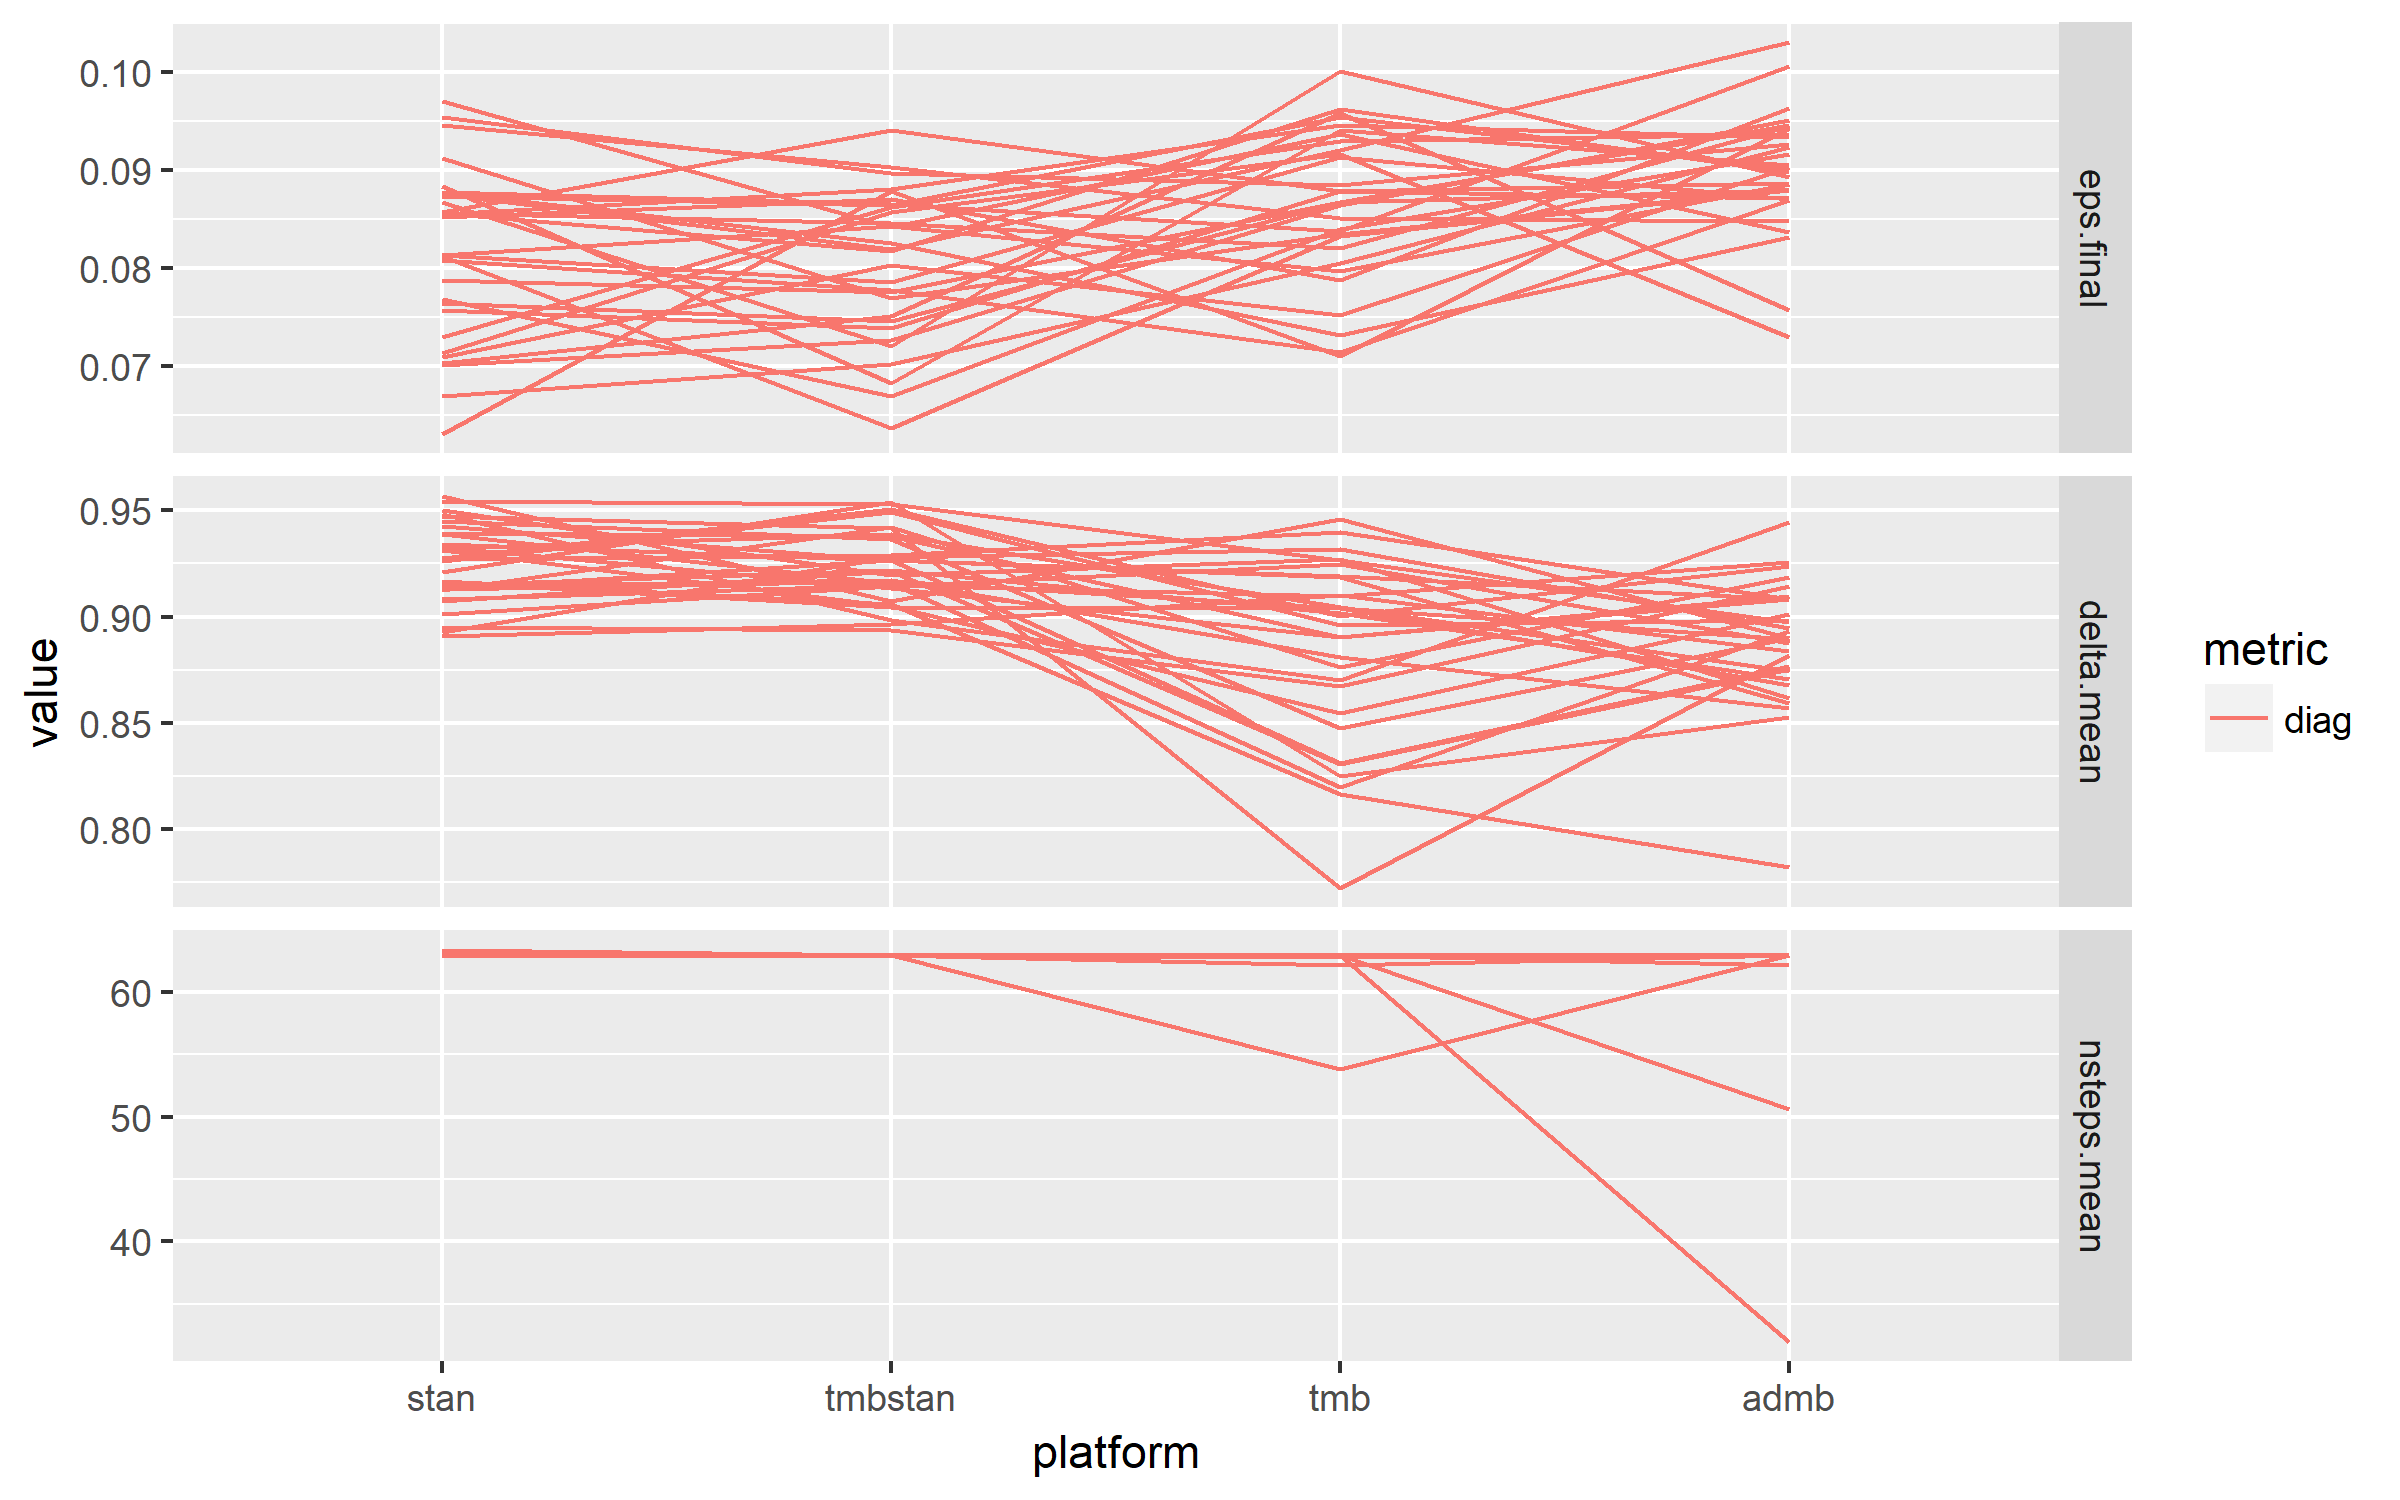 0.10
0.09
0.08
0.07
eps.final
0.95
0.90
0.85
0.80
delta.mean
60
50
40
nsteps.mean
value
stan
tmbstan
tmb
admb
platform
metric
diag